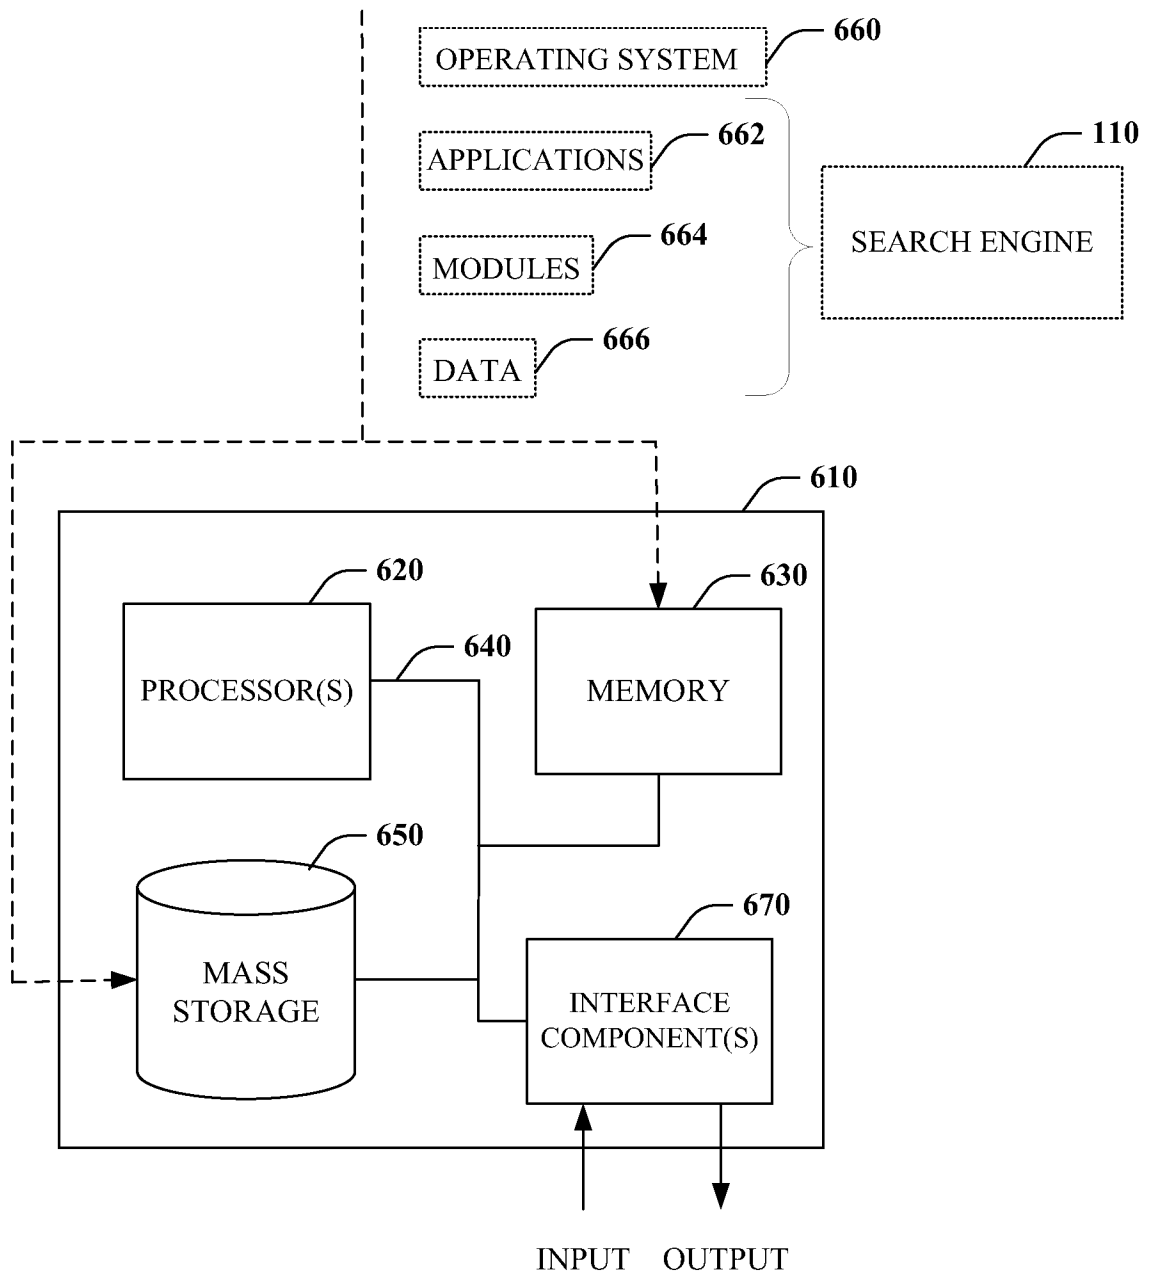 660
OPERATING SYSTEM
662
110
APPLICATIONS
664
SEARCH ENGINE
MODULES
666
DATA
610
620
630
640
PROCESSOR(S)
MEMORY
650
670
MASS
STORAGE
INTERFACE
COMPONENT(S)
INPUT
OUTPUT